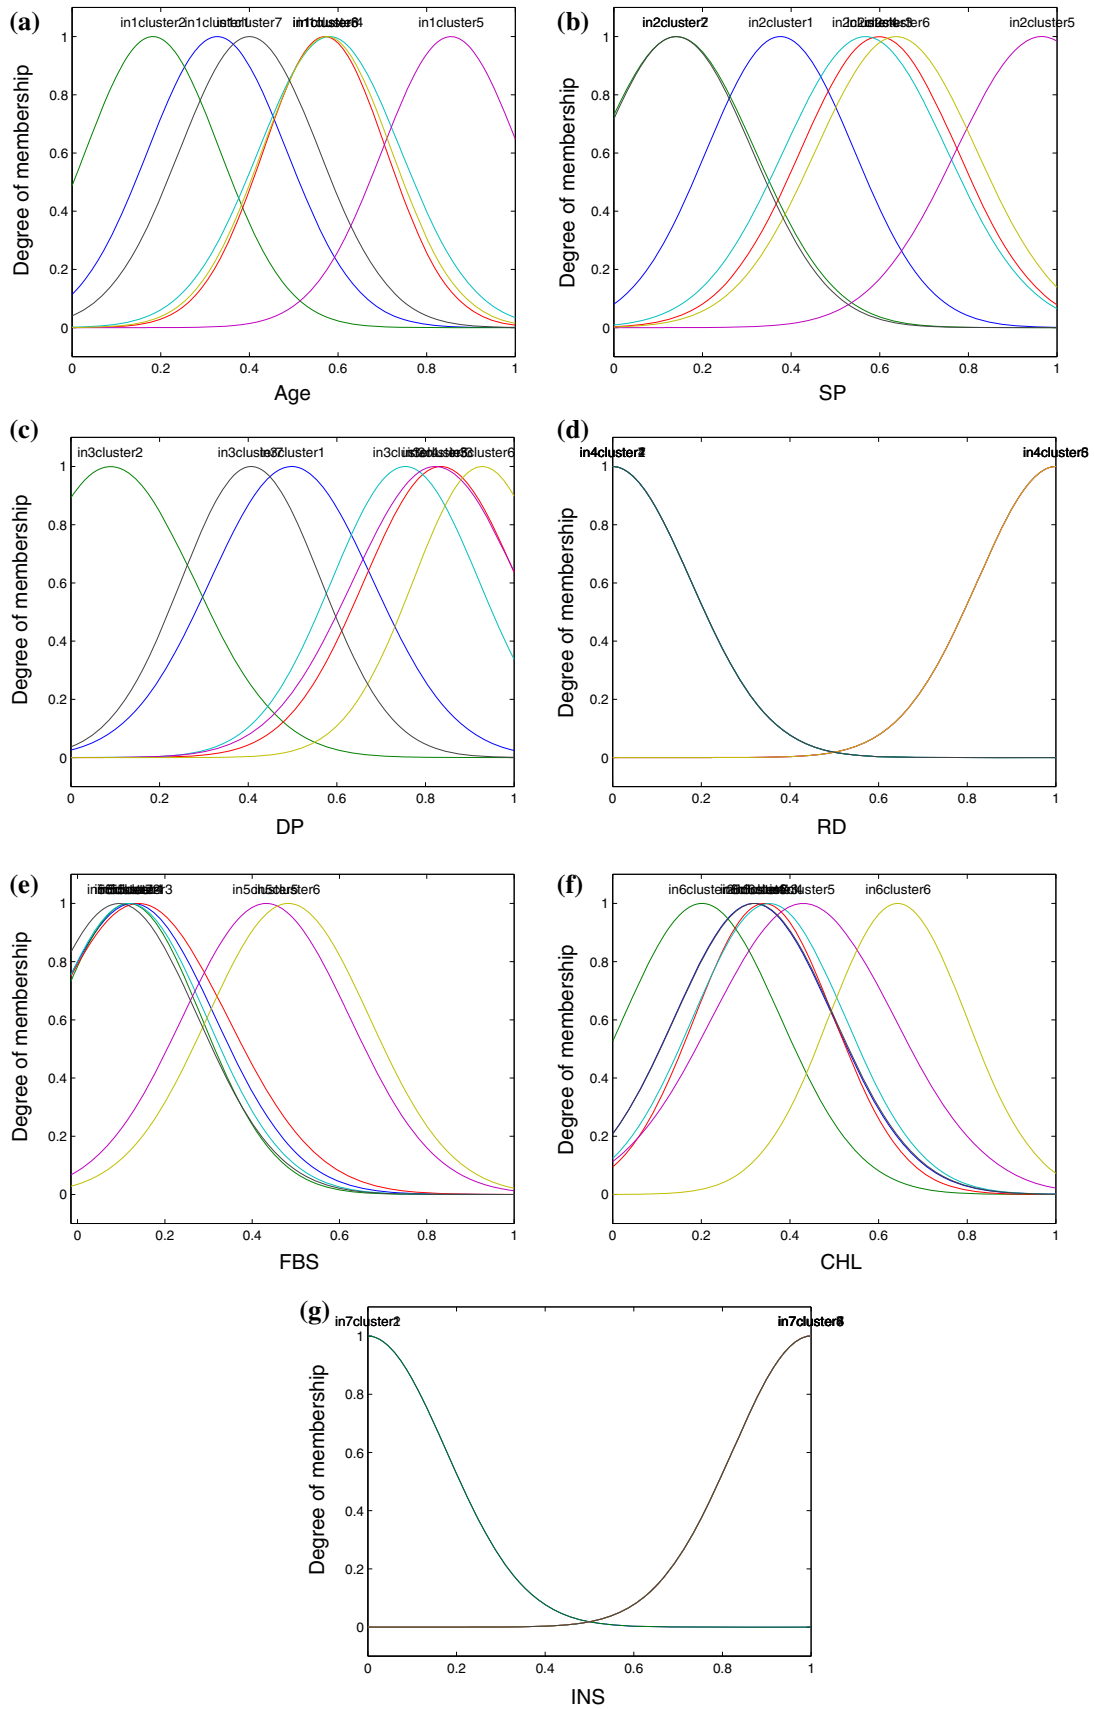 (a)
in1cluster2
in1cluster7
in1cluster5
1
0.8
0.6
0.4
0.2
0
Degree of membership
0 0.2 0.4 0.6 0.8 1
Age
(b)
in2cluster1
in2cluster5
1
0.8
0.6
0.4
0.2
0
Degree of membership
0 0.2 0.4 0.6 0.8 1
SP
(c)
in3cluster2
in3cluster1
in3cluster6
1
0.8
0.6
0.4
0.2
0
Degree of membership
0 0.2 0.4 0.6 0.8 1
DP
(d)
1
0.8
0.6
0.4
0.2
0
Degree of membership
0 0.2 0.4 0.6 0.8 1
RD
(e)
in5cluster6
1
0.8
0.6
0.4
0.2
0
Degree of membership
0 0.2 0.4 0.6 0.8 1
FBS
(f)
in6cluster5
in6cluster6
1
0.8
0.6
0.4
0.2
0
Degree of membership
0 0.2 0.4 0.6 0.8 1
CHL
(g)
1
0.8
0.6
0.4
0.2
0
Degree of membership
0 0.2 0.4 0.6 0.8 1
INS